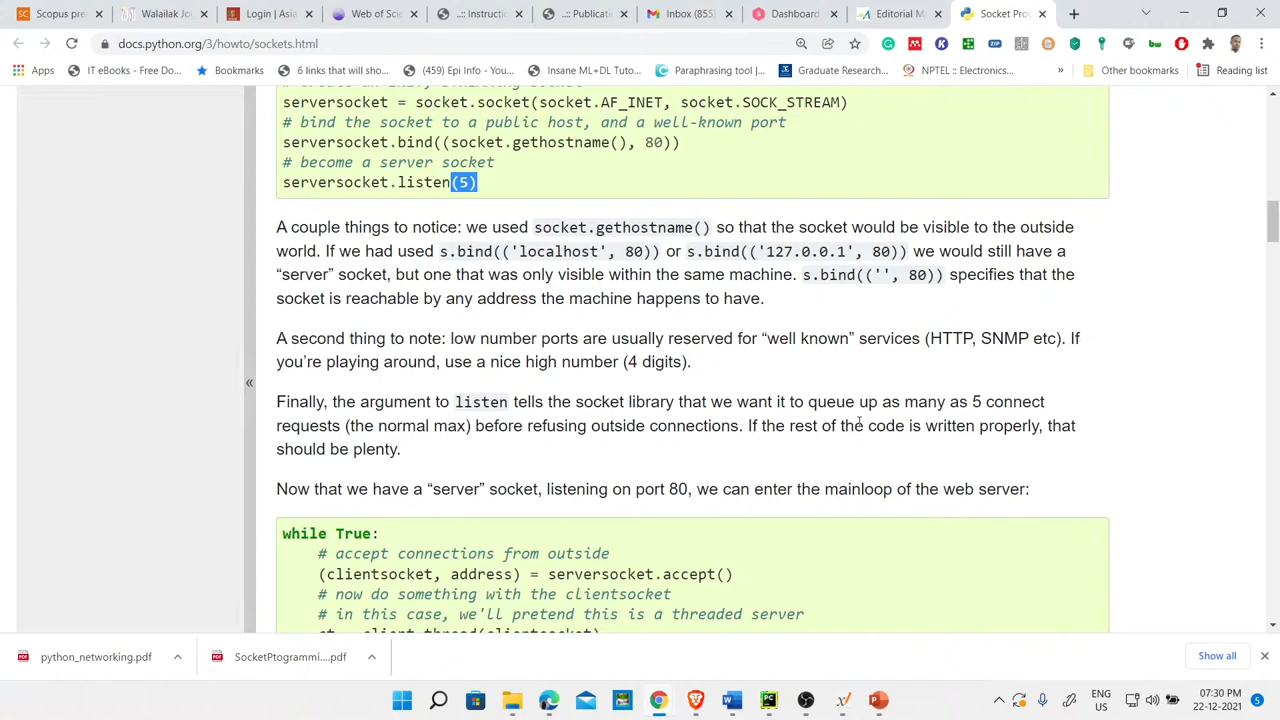 Scopus pre
Walailak Jou
Login | Asia
Web of Scie
..:: Instructic
..:: Publicati
Inbox (855)
Dashboard
Editorial M
Socket Pro
docs.python.org/3/howto/sockets.html
Apps
IT eBooks - Free Do...
Bookmarks
6 links that will sho...
(459) Epi Info - You...
Insane ML+DL Tuto...
Paraphrasing tool |...
Graduate Research...
NPTEL :: Electronics...
»
Other bookmarks
Reading list
serversocket = socket.socket(socket.AF_INET, socket.SOCK_STREAM)
# bind the socket to a public host, and a well-known port
serversocket.bind((socket.gethostname(), 80))
# become a server socket
serversocket.listen(5)
A couple things to notice: we used socket.gethostname() so that the socket would be visible to the outside
world. If we had used s.bind(('localhost', 80)) or s.bind(('127.0.0.1', 80)) we would still have a
“server” socket, but one that was only visible within the same machine. s.bind(('', 80)) specifies that the
socket is reachable by any address the machine happens to have.
A second thing to note: low number ports are usually reserved for “well known” services (HTTP, SNMP etc). If
you’re playing around, use a nice high number (4 digits).
«
Finally, the argument to listen tells the socket library that we want it to queue up as many as 5 connect
requests (the normal max) before refusing outside connections. If the rest of the code is written properly, that
should be plenty.
Now that we have a “server” socket, listening on port 80, we can enter the mainloop of the web server:
while True:
# accept connections from outside
(clientsocket, address) = serversocket.accept()
# now do something with the clientsocket
# in this case, we'll pretend this is a threaded server
ct = client_thread(clientsocket)
python_networking.pdf
SocketPtogrammi....pdf
Show all
ENG
US
07:30 PM
22-12-2021
5